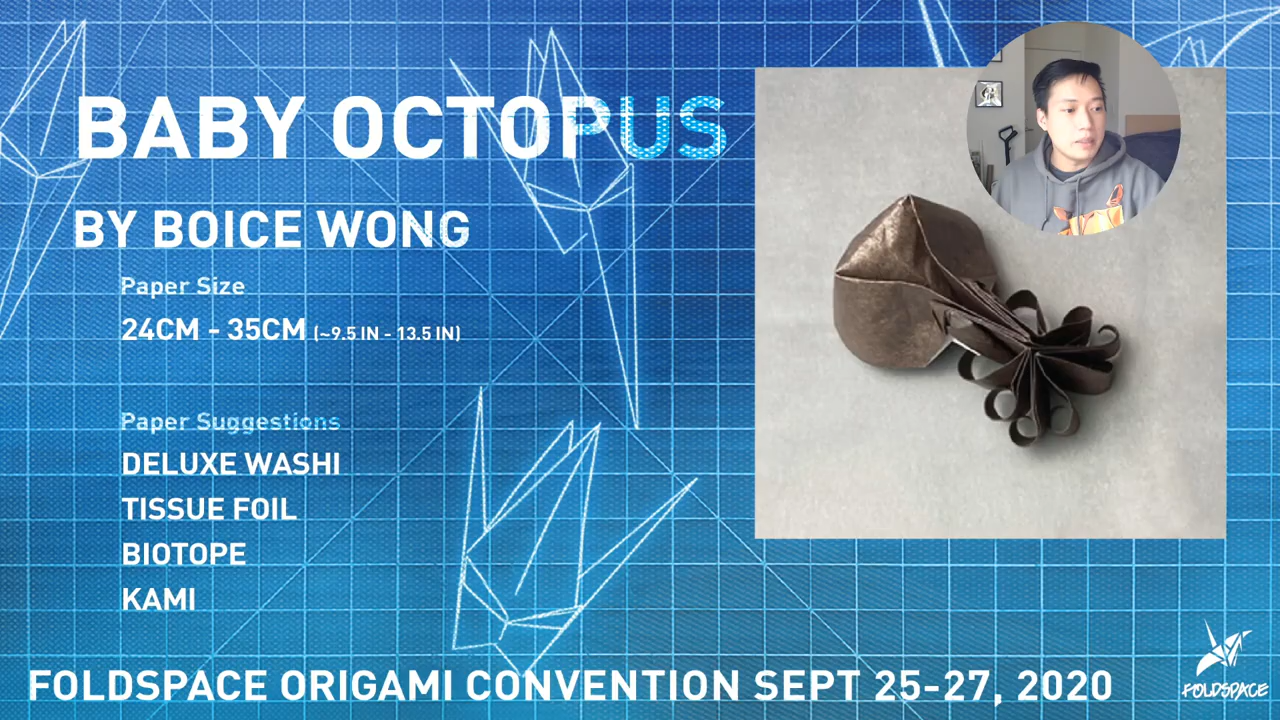 BABY OCTOPUS
BY BOICE WONG
Paper Size
24CM - 35CM (~9.5 IN - 13.5 IN)
Paper Suggestions
DELUXE WASHI
TISSUE FOIL
BIOTOPE
KAMI
FOLDSPACE ORIGAMI CONVENTION SEPT 25-27, 2020
FOLDSPACE